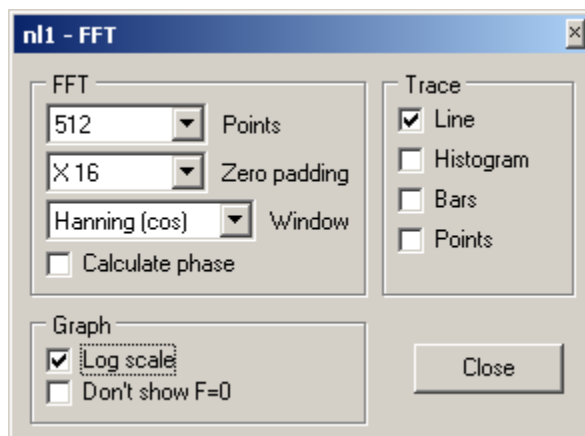 nl1 - FFT
FFT
512 Points
X 16 Zero padding
Hanning (cos) Window
Calculate phase
Trace
Line
Histogram
Bars
Points
Graph
Log scale
Don't show F=0
Close